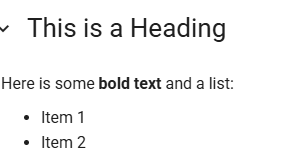 This is a Heading
Here is some bold text and a list:
• Item 1
• Item 2